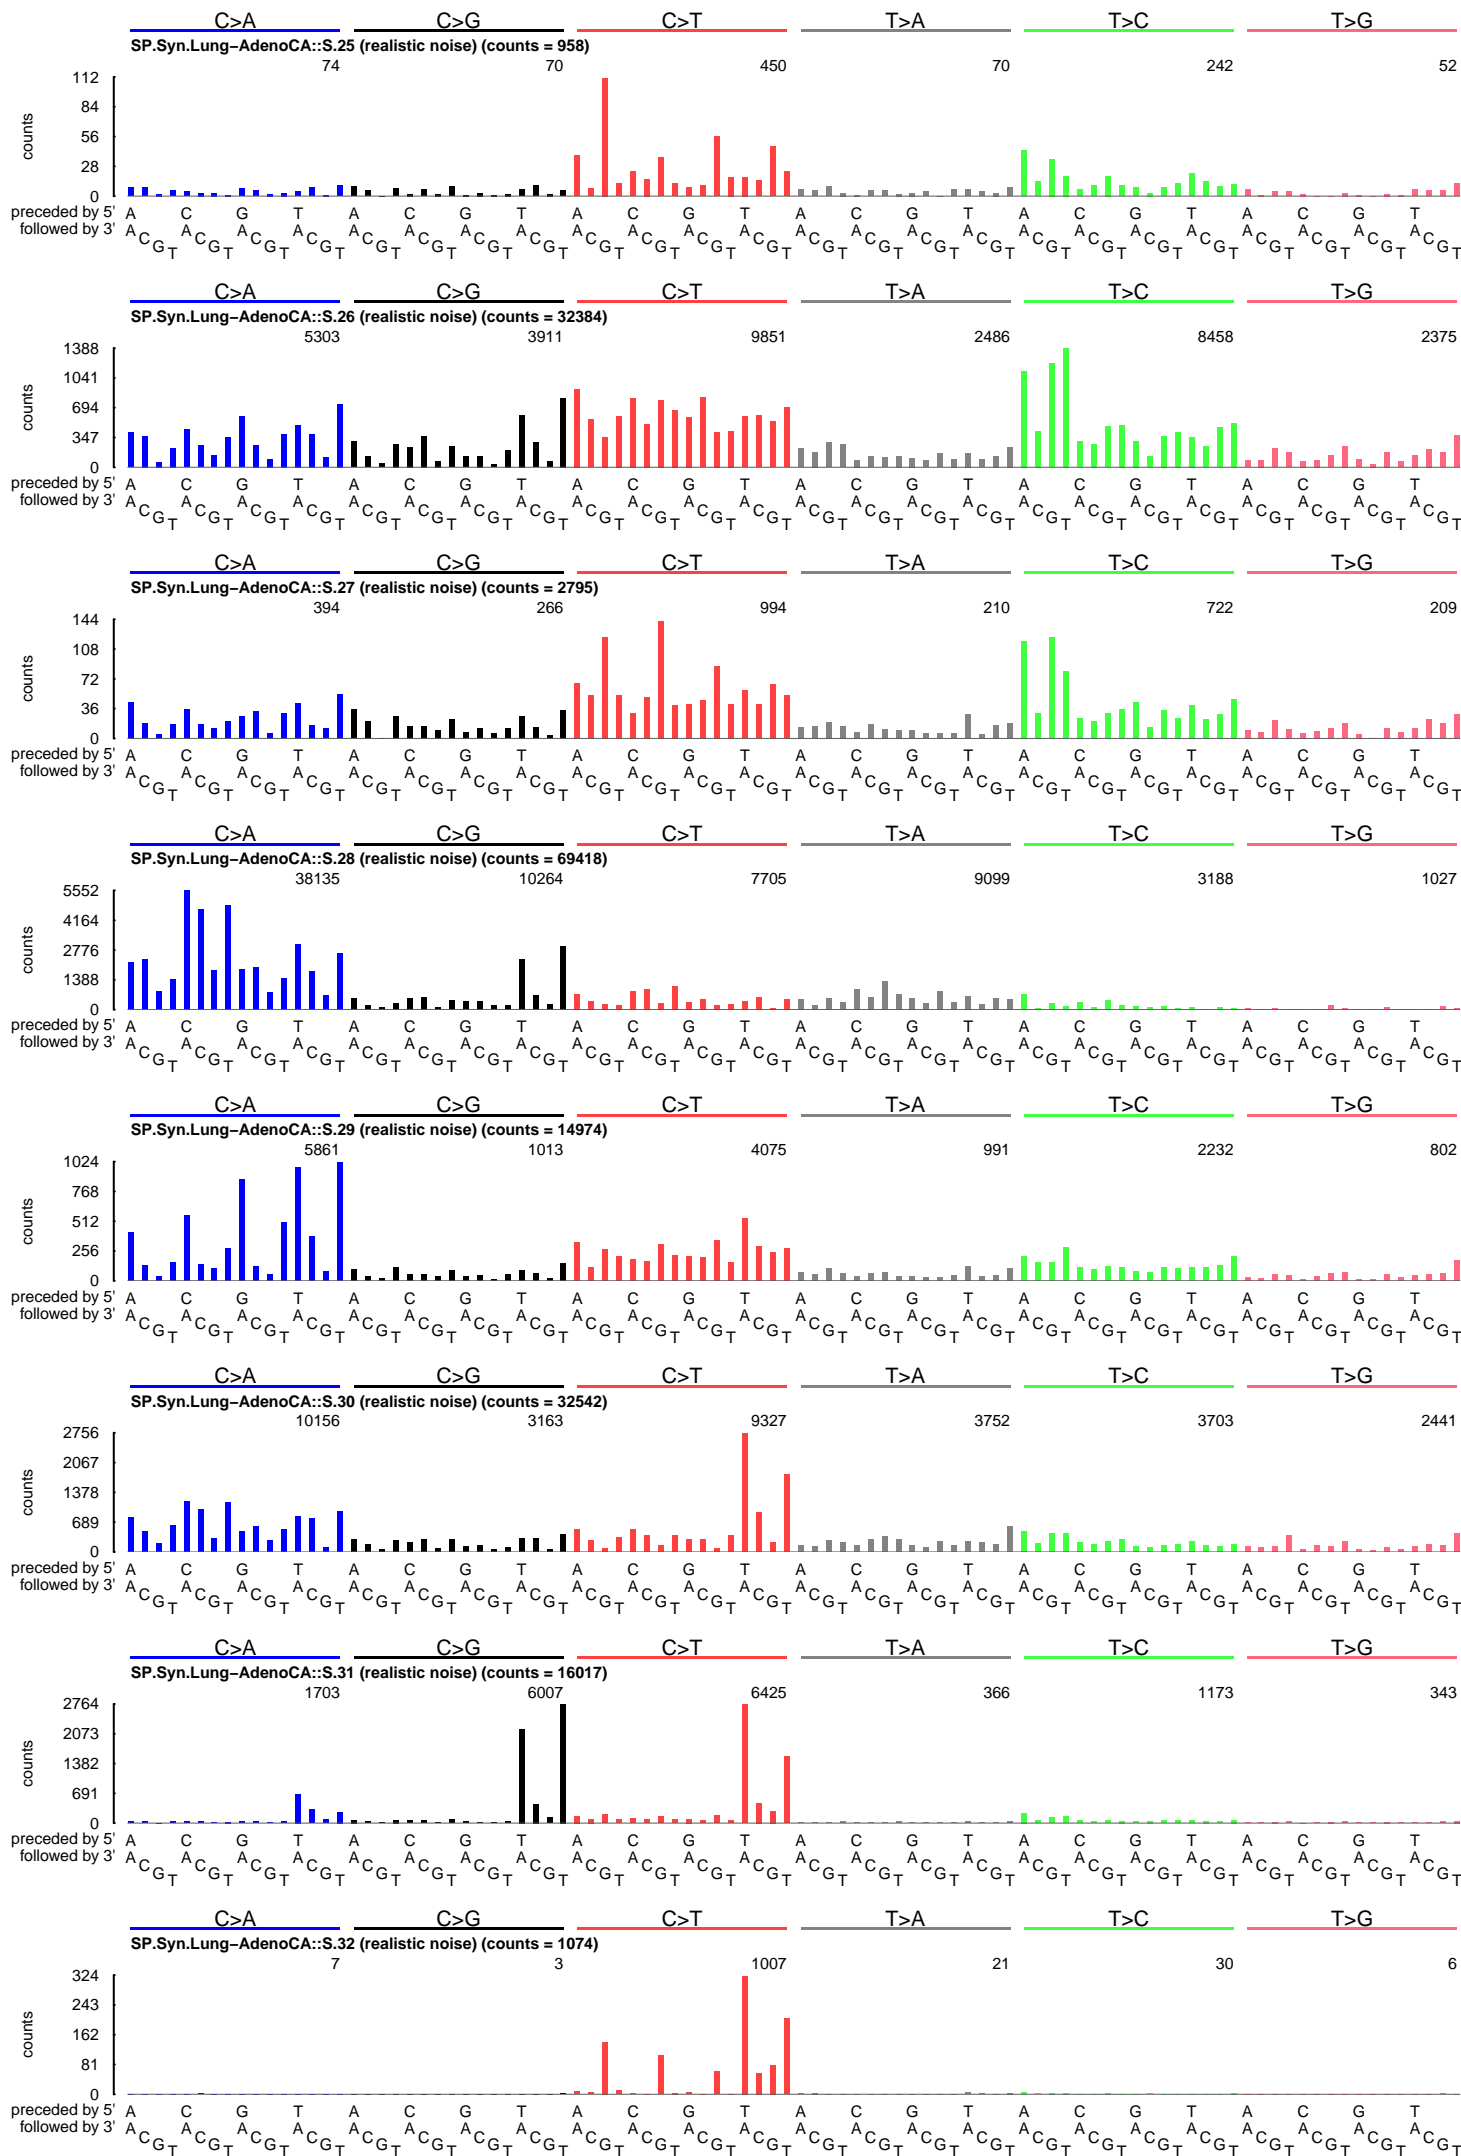 C>A C>G C>T T>A T>C T>G
SP.Syn.Lung−AdenoCA::S.25 (realistic noise) (counts = 958)
74 70 450 70 242 52
112
84
56
28
0
counts
preceded by 5' A C G T A C G T A C G T A C G T A C G T A C G T
followed by 3' A C G T A C G T A C G T A C G T A C G T A C G T A C G T A C G T A C G T A C G T A C G T A C G T A C G T A C G T A C G T A C G T A C G T A C G T A C G T A C G T A C G T A C G T A C G T A C G T
C>A C>G C>T T>A T>C T>G
SP.Syn.Lung−AdenoCA::S.26 (realistic noise) (counts = 32384)
5303 3911 9851 2486 8458 2375
1388
1041
694
347
0
counts
preceded by 5' A C G T A C G T A C G T A C G T A C G T A C G T
followed by 3' A C G T A C G T A C G T A C G T A C G T A C G T A C G T A C G T A C G T A C G T A C G T A C G T A C G T A C G T A C G T A C G T A C G T A C G T A C G T A C G T A C G T A C G T A C G T A C G T
C>A C>G C>T T>A T>C T>G
SP.Syn.Lung−AdenoCA::S.27 (realistic noise) (counts = 2795)
394 266 994 210 722 209
144
108
72
36
0
counts
preceded by 5' A C G T A C G T A C G T A C G T A C G T A C G T
followed by 3' A C G T A C G T A C G T A C G T A C G T A C G T A C G T A C G T A C G T A C G T A C G T A C G T A C G T A C G T A C G T A C G T A C G T A C G T A C G T A C G T A C G T A C G T A C G T A C G T
C>A C>G C>T T>A T>C T>G
SP.Syn.Lung−AdenoCA::S.28 (realistic noise) (counts = 69418)
38135 10264 7705 9099 3188 1027
5552
4164
2776
1388
0
counts
preceded by 5' A C G T A C G T A C G T A C G T A C G T A C G T
followed by 3' A C G T A C G T A C G T A C G T A C G T A C G T A C G T A C G T A C G T A C G T A C G T A C G T A C G T A C G T A C G T A C G T A C G T A C G T A C G T A C G T A C G T A C G T A C G T A C G T
C>A C>G C>T T>A T>C T>G
SP.Syn.Lung−AdenoCA::S.29 (realistic noise) (counts = 14974)
5861 1013 4075 991 2232 802
1024
768
512
256
0
counts
preceded by 5' A C G T A C G T A C G T A C G T A C G T A C G T
followed by 3' A C G T A C G T A C G T A C G T A C G T A C G T A C G T A C G T A C G T A C G T A C G T A C G T A C G T A C G T A C G T A C G T A C G T A C G T A C G T A C G T A C G T A C G T A C G T A C G T
C>A C>G C>T T>A T>C T>G
SP.Syn.Lung−AdenoCA::S.30 (realistic noise) (counts = 32542)
10156 3163 9327 3752 3703 2441
2756
2067
1378
689
0
counts
preceded by 5' A C G T A C G T A C G T A C G T A C G T A C G T
followed by 3' A C G T A C G T A C G T A C G T A C G T A C G T A C G T A C G T A C G T A C G T A C G T A C G T A C G T A C G T A C G T A C G T A C G T A C G T A C G T A C G T A C G T A C G T A C G T A C G T
C>A C>G C>T T>A T>C T>G
SP.Syn.Lung−AdenoCA::S.31 (realistic noise) (counts = 16017)
1703 6007 6425 366 1173 343
2764
2073
1382
691
0
counts
preceded by 5' A C G T A C G T A C G T A C G T A C G T A C G T
followed by 3' A C G T A C G T A C G T A C G T A C G T A C G T A C G T A C G T A C G T A C G T A C G T A C G T A C G T A C G T A C G T A C G T A C G T A C G T A C G T A C G T A C G T A C G T A C G T A C G T
C>A C>G C>T T>A T>C T>G
SP.Syn.Lung−AdenoCA::S.32 (realistic noise) (counts = 1074)
7 3 1007 21 30 6
324
243
162
81
0
counts
preceded by 5' A C G T A C G T A C G T A C G T A C G T A C G T
followed by 3' A C G T A C G T A C G T A C G T A C G T A C G T A C G T A C G T A C G T A C G T A C G T A C G T A C G T A C G T A C G T A C G T A C G T A C G T A C G T A C G T A C G T A C G T A C G T A C G T